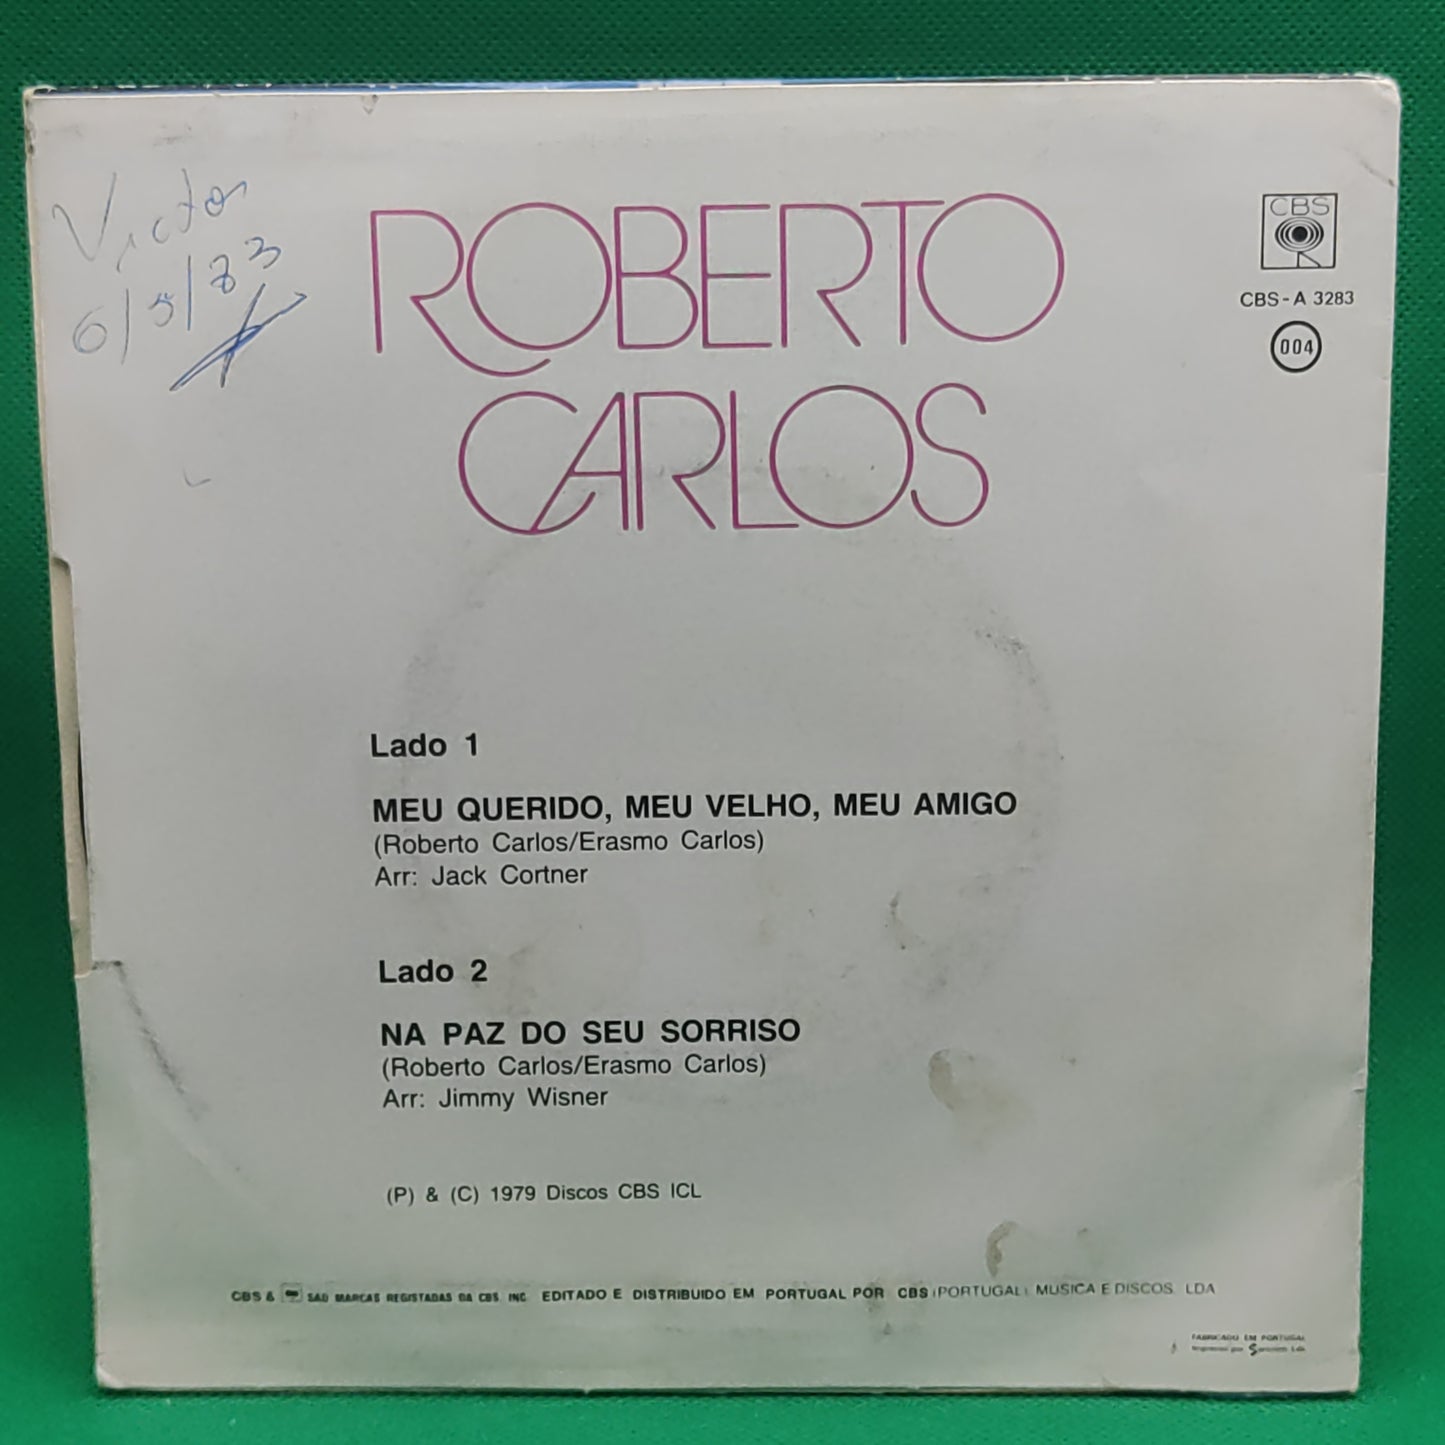 Victor
6/5/83
ROBERTO
CARLOS
CBS
CBS-A 3283
004
Lado 1
MEU QUERIDO, MEU VELHO, MEU AMIGO
(Roberto Carlos/Erasmo Carlos)
Arr: Jack Cortner
Lado 2
NA PAZ DO SEU SORRISO
(Roberto Carlos/Erasmo Carlos)
Arr: Jimmy Wisner
(P) & (C) 1979 Discos CBS ICL
CBS & SAO MARCAS REGISTADAS DA CBS, INC. EDITADO E DISTRIBUIDO EM PORTUGAL POR CBS (PORTUGAL) MUSICA E DISCOS, LDA
FABRICADO EM PORTUGAL
Impresso por